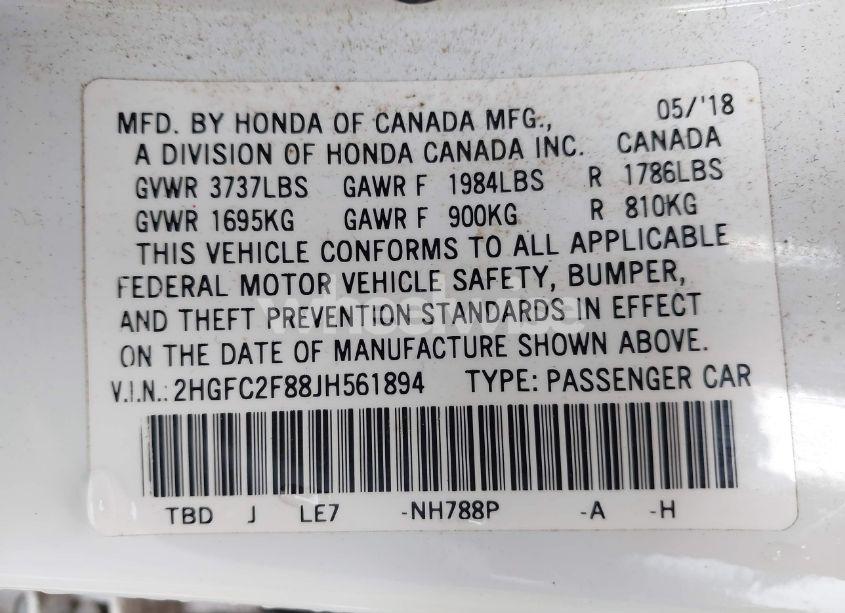 MFD. BY HONDA OF CANADA MFG., 05/'18
A DIVISION OF HONDA CANADA INC. CANADA
GVWR 3737LBS GAWR F 1984LBS R 1786LBS
GVWR 1695KG GAWR F 900KG R 810KG
THIS VEHICLE CONFORMS TO ALL APPLICABLE
FEDERAL MOTOR VEHICLE SAFETY, BUMPER,
AND THEFT PREVENTION STANDARDS IN EFFECT
wheelwise
ON THE DATE OF MANUFACTURE SHOWN ABOVE.
V.I.N.: 2HGFC2F88JH561894 TYPE: PASSENGER CAR
TBD J LE7 -NH788P -A -H